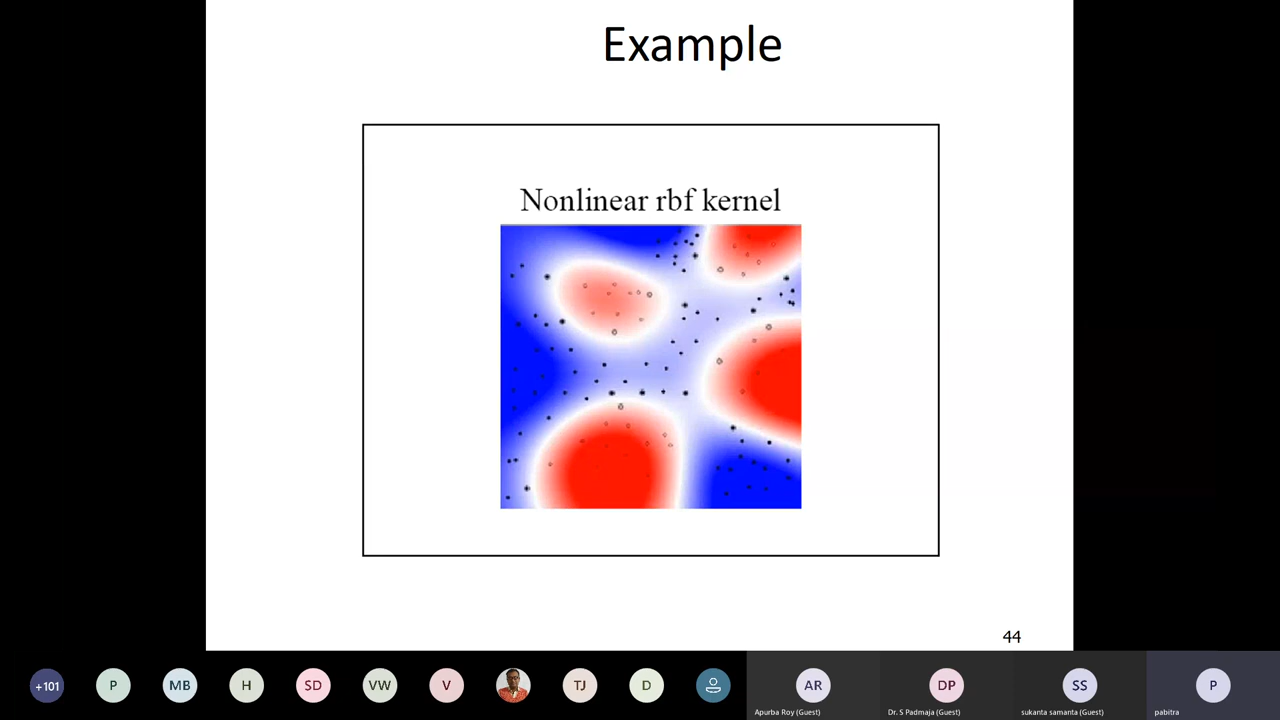 Example
Nonlinear rbf kernel
44
+101
P
MB
H
SD
VW
V
TJ
D
AR
DP
SS
P
Apurba Roy (Guest)
Dr. S Padmaja (Guest)
sukanta samanta (Guest)
pabitra